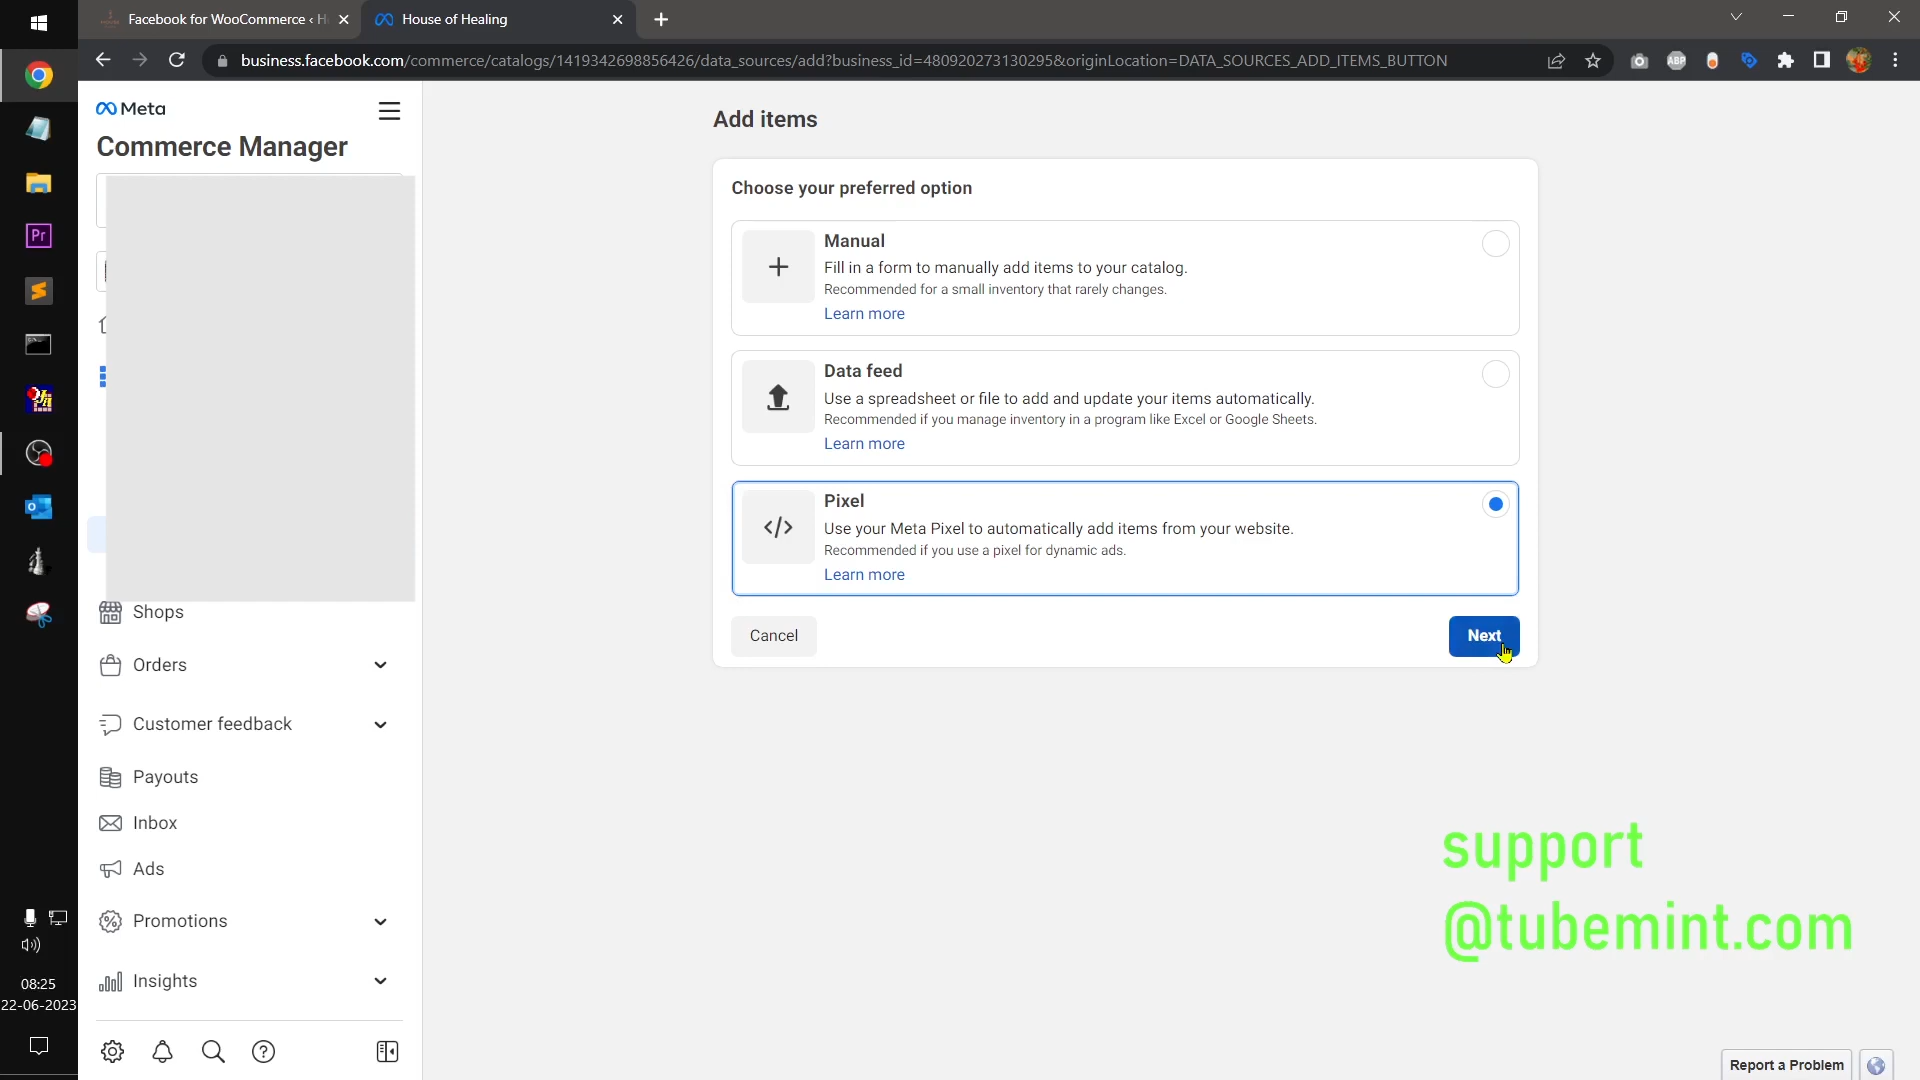 Facebook for WooCommerce ‹ H
House of Healing
business.facebook.com/commerce/catalogs/1419342698856426/data_sources/add?business_id=480920273130295&originLocation=DATA_SOURCES_ADD_ITEMS_BUTTON
ABP
Meta
Commerce Manager
Pr
Shops
Orders
Customer feedback
Payouts
Inbox
Ads
Promotions
Insights
08:25
22-06-2023
Add items
Choose your preferred option
Manual
Fill in a form to manually add items to your catalog.
Recommended for a small inventory that rarely changes.
Learn more
Data feed
Use a spreadsheet or file to add and update your items automatically.
Recommended if you manage inventory in a program like Excel or Google Sheets.
Learn more
Pixel
Use your Meta Pixel to automatically add items from your website.
Recommended if you use a pixel for dynamic ads.
Learn more
Cancel
Next
support
@tubemint.com
Report a Problem